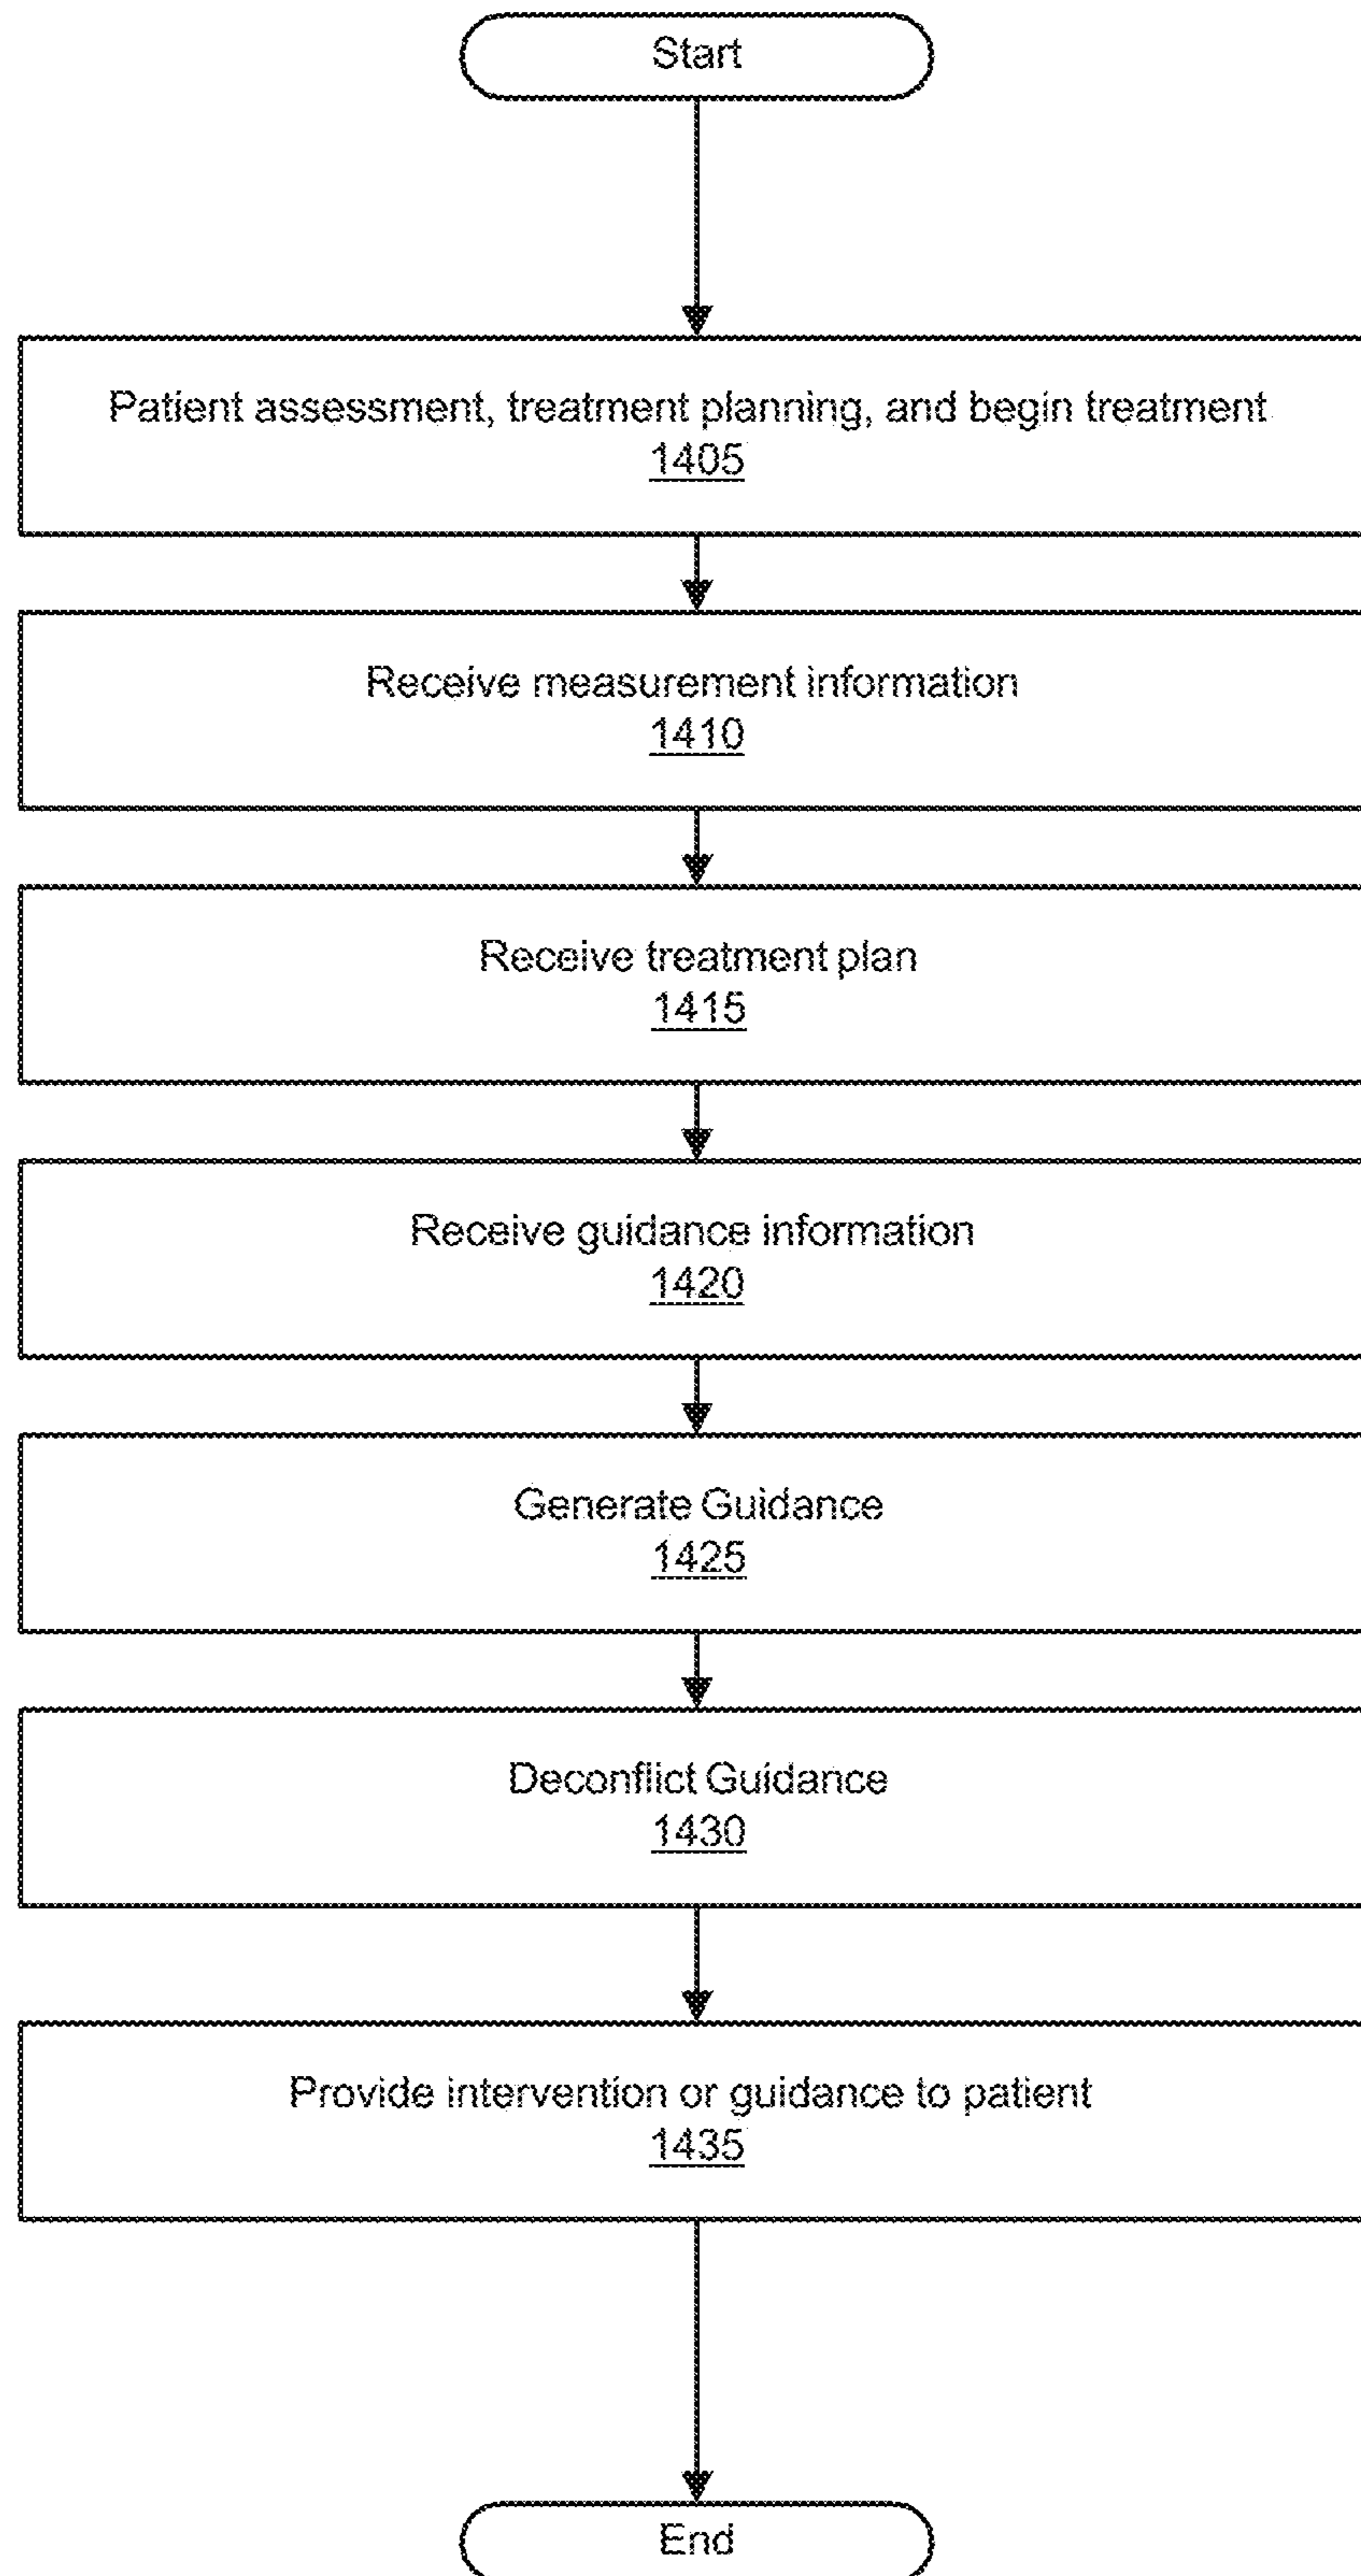 Start
Patient assessment, treatment planning, and begin treatment
1405
Receive measurement information
1410
Receive treatment plan
1415
Receive guidance information
1420
Generate Guidance
1425
Deconflict Guidance
1430
Provide intervention or guidance to patient
1435
End